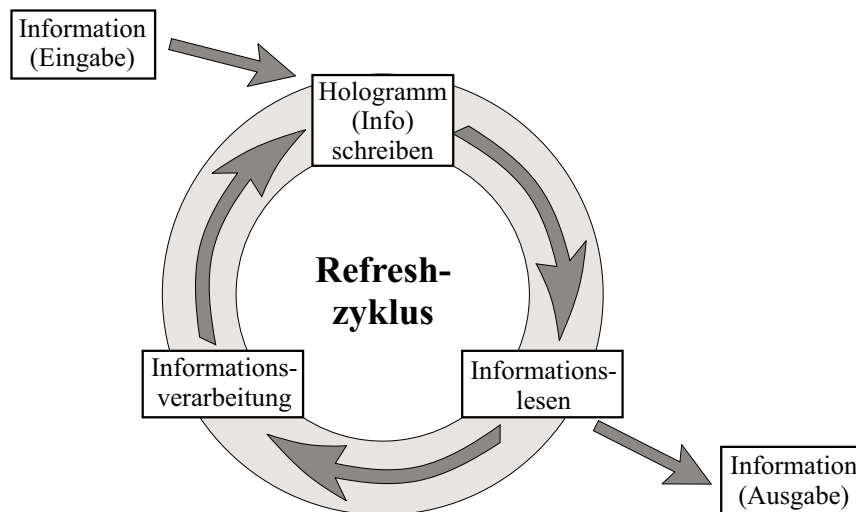 Information
(Eingabe)
Hologramm
(Info)
schreiben
Refresh-
zyklus
Informations-
verarbeitung
Informations-
lesen
Information
(Ausgabe)